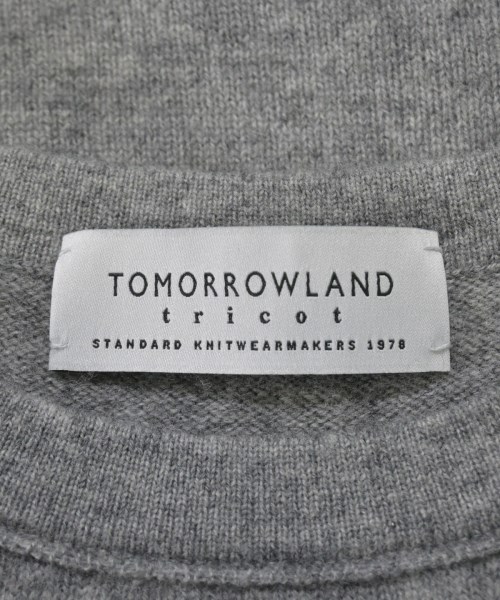 TOMORROWLAND
tricot
STANDARD KNITWEARMAKERS 1978